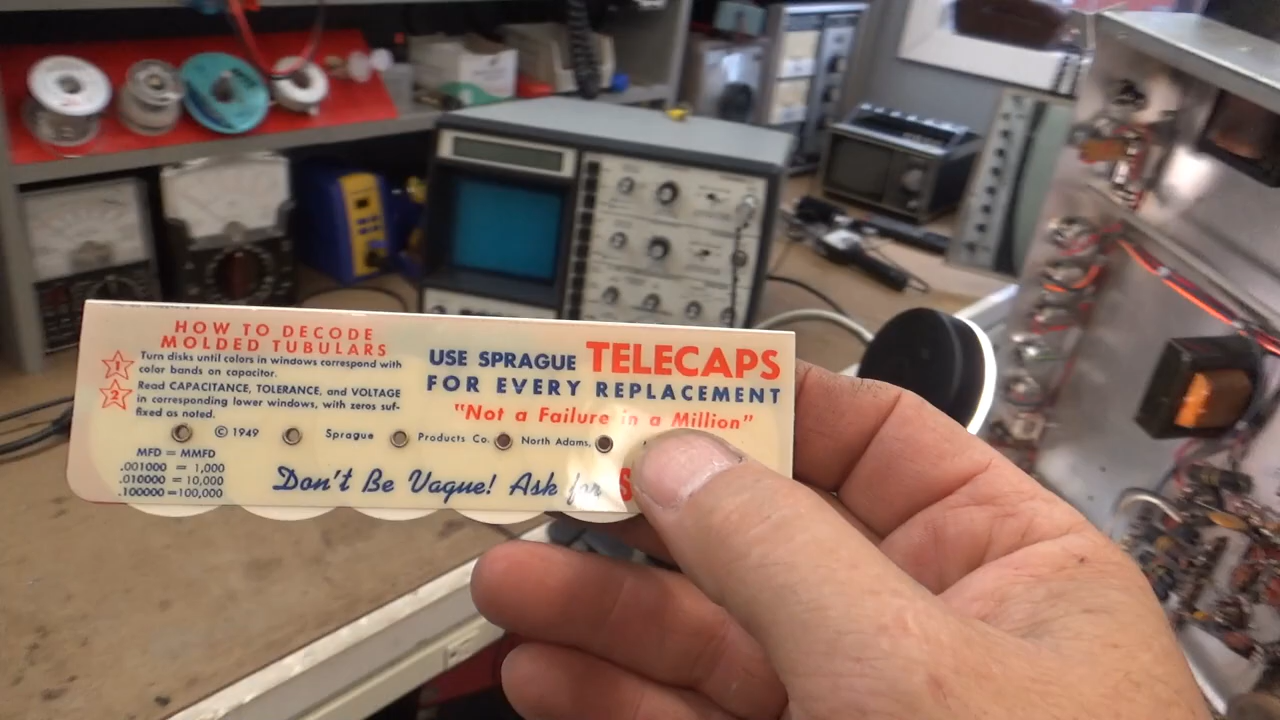 HOW TO DECODE
MOLDED TUBULARS
1 Turn disks until colors in windows correspond with
color bands on capacitor.
2 Read CAPACITANCE, TOLERANCE, and VOLTAGE
in corresponding lower windows, with zeros suf-
fixed as noted.
USE SPRAGUE TELECAPS
FOR EVERY REPLACEMENT
"Not a Failure in a Million"
© 1949 Sprague Products Co. North Adams,
MFD = MMFD
.001000 = 1,000
.010000 = 10,000
.100000 = 100,000
Don't Be Vague! Ask for S